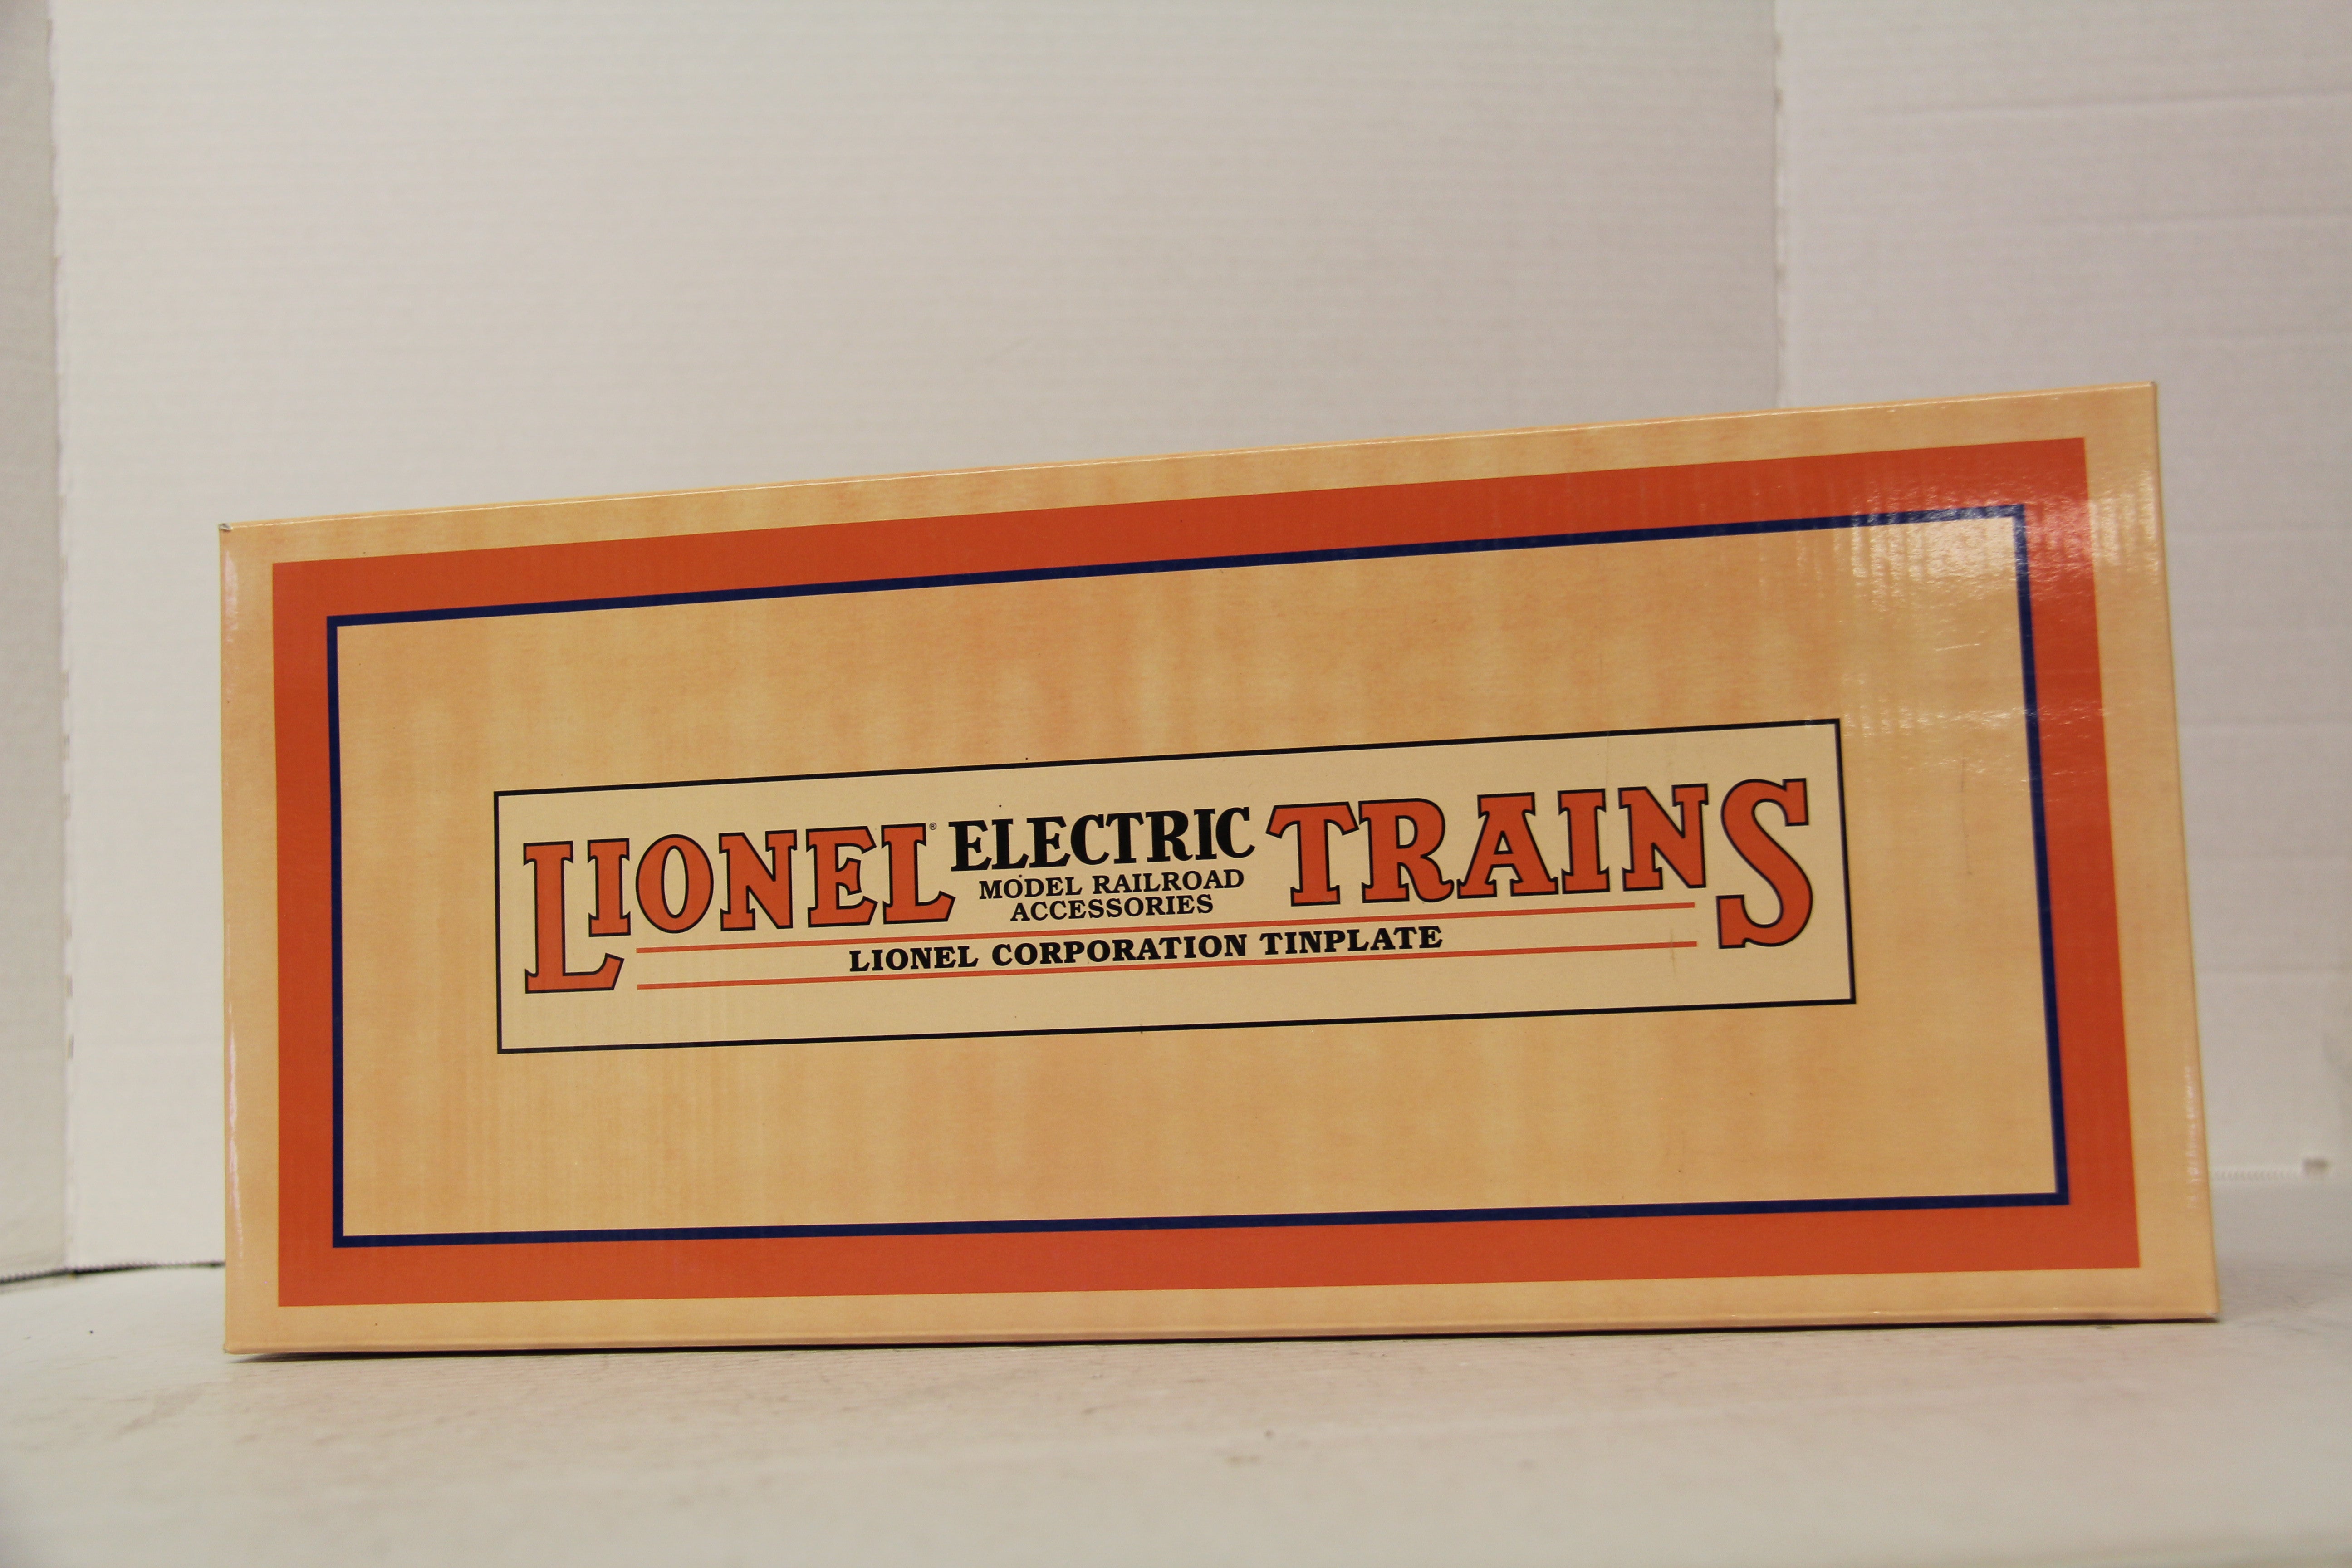 LIONEL® ELECTRIC TRAINS
MODEL RAILROAD
ACCESSORIES
LIONEL CORPORATION TINPLATE